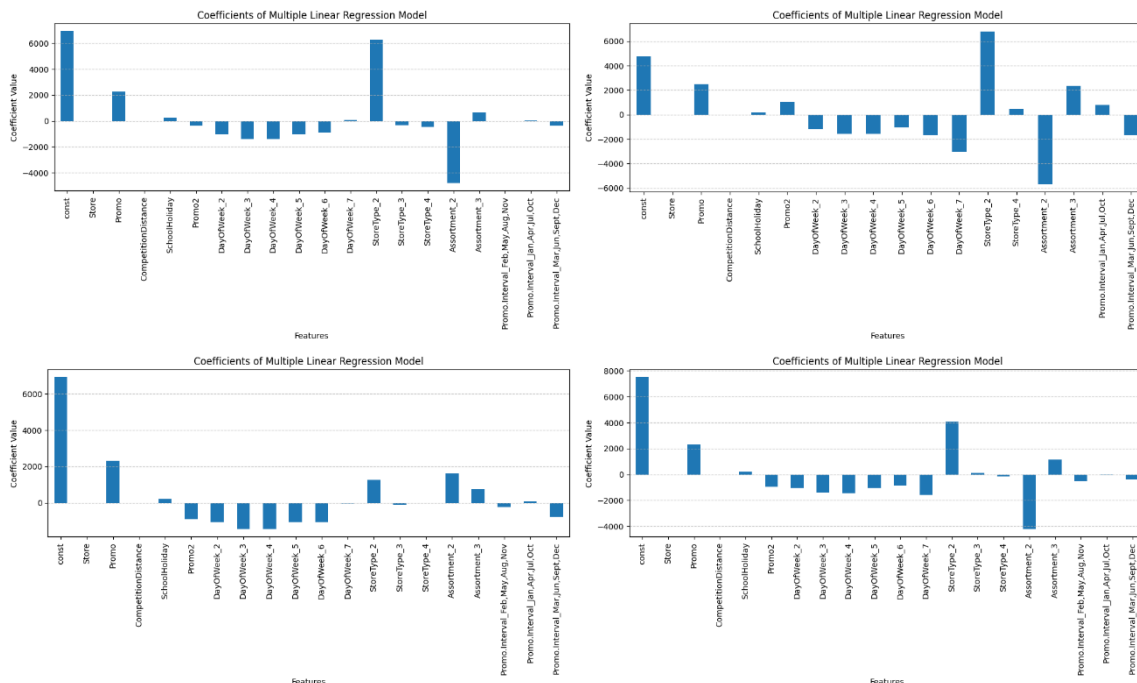 Coefficients of Multiple Linear Regression Model
6000
4000
2000
0
−2000
−4000
Coefficient Value
const
Store
Promo
CompetitionDistance
SchoolHoliday
Promo2
DayOfWeek_2
DayOfWeek_3
DayOfWeek_4
DayOfWeek_5
DayOfWeek_6
DayOfWeek_7
StoreType_2
StoreType_3
StoreType_4
Assortment_2
Assortment_3
Promo.Interval_Feb,May,Aug,Nov
Promo.Interval_Jan,Apr,Jul,Oct
Promo.Interval_Mar,Jun,Sept,Dec
Features
Coefficients of Multiple Linear Regression Model
6000
4000
2000
0
−2000
−4000
−6000
Coefficient Value
const
Store
Promo
CompetitionDistance
SchoolHoliday
Promo2
DayOfWeek_2
DayOfWeek_3
DayOfWeek_4
DayOfWeek_5
DayOfWeek_6
DayOfWeek_7
StoreType_2
StoreType_4
Assortment_2
Assortment_3
Promo.Interval_Jan,Apr,Jul,Oct
Promo.Interval_Mar,Jun,Sept,Dec
Features
Coefficients of Multiple Linear Regression Model
6000
4000
2000
0
Coefficient Value
const
Store
Promo
CompetitionDistance
SchoolHoliday
Promo2
DayOfWeek_2
DayOfWeek_3
DayOfWeek_4
DayOfWeek_5
DayOfWeek_6
DayOfWeek_7
StoreType_2
StoreType_3
StoreType_4
Assortment_2
Assortment_3
Promo.Interval_Feb,May,Aug,Nov
Promo.Interval_Jan,Apr,Jul,Oct
Promo.Interval_Mar,Jun,Sept,Dec
Features
Coefficients of Multiple Linear Regression Model
8000
6000
4000
2000
0
−2000
−4000
Coefficient Value
const
Store
Promo
CompetitionDistance
SchoolHoliday
Promo2
DayOfWeek_2
DayOfWeek_3
DayOfWeek_4
DayOfWeek_5
DayOfWeek_6
DayOfWeek_7
StoreType_2
StoreType_3
StoreType_4
Assortment_2
Assortment_3
Promo.Interval_Feb,May,Aug,Nov
Promo.Interval_Jan,Apr,Jul,Oct
Promo.Interval_Mar,Jun,Sept,Dec
Features